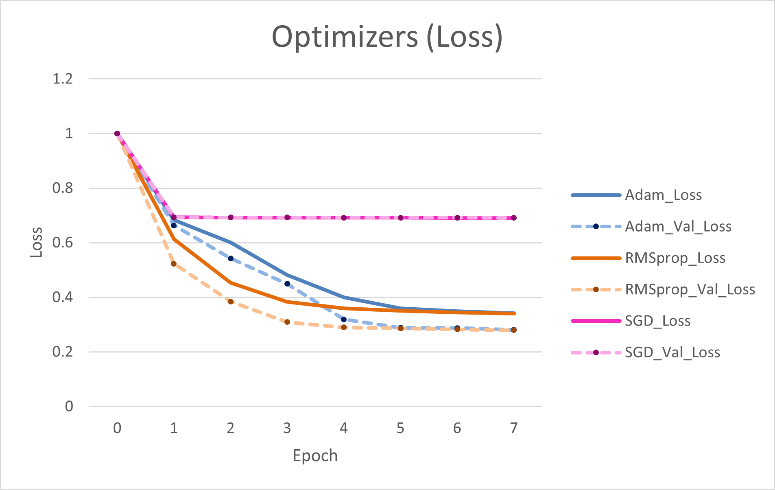 Optimizers (Loss)
1.2
1
0.8
0.6
0.4
0.2
0
Loss
0 1 2 3 4 5 6 7
Epoch
Adam_Loss
Adam_Val_Loss
RMSprop_Loss
RMSprop_Val_Loss
SGD_Loss
SGD_Val_Loss